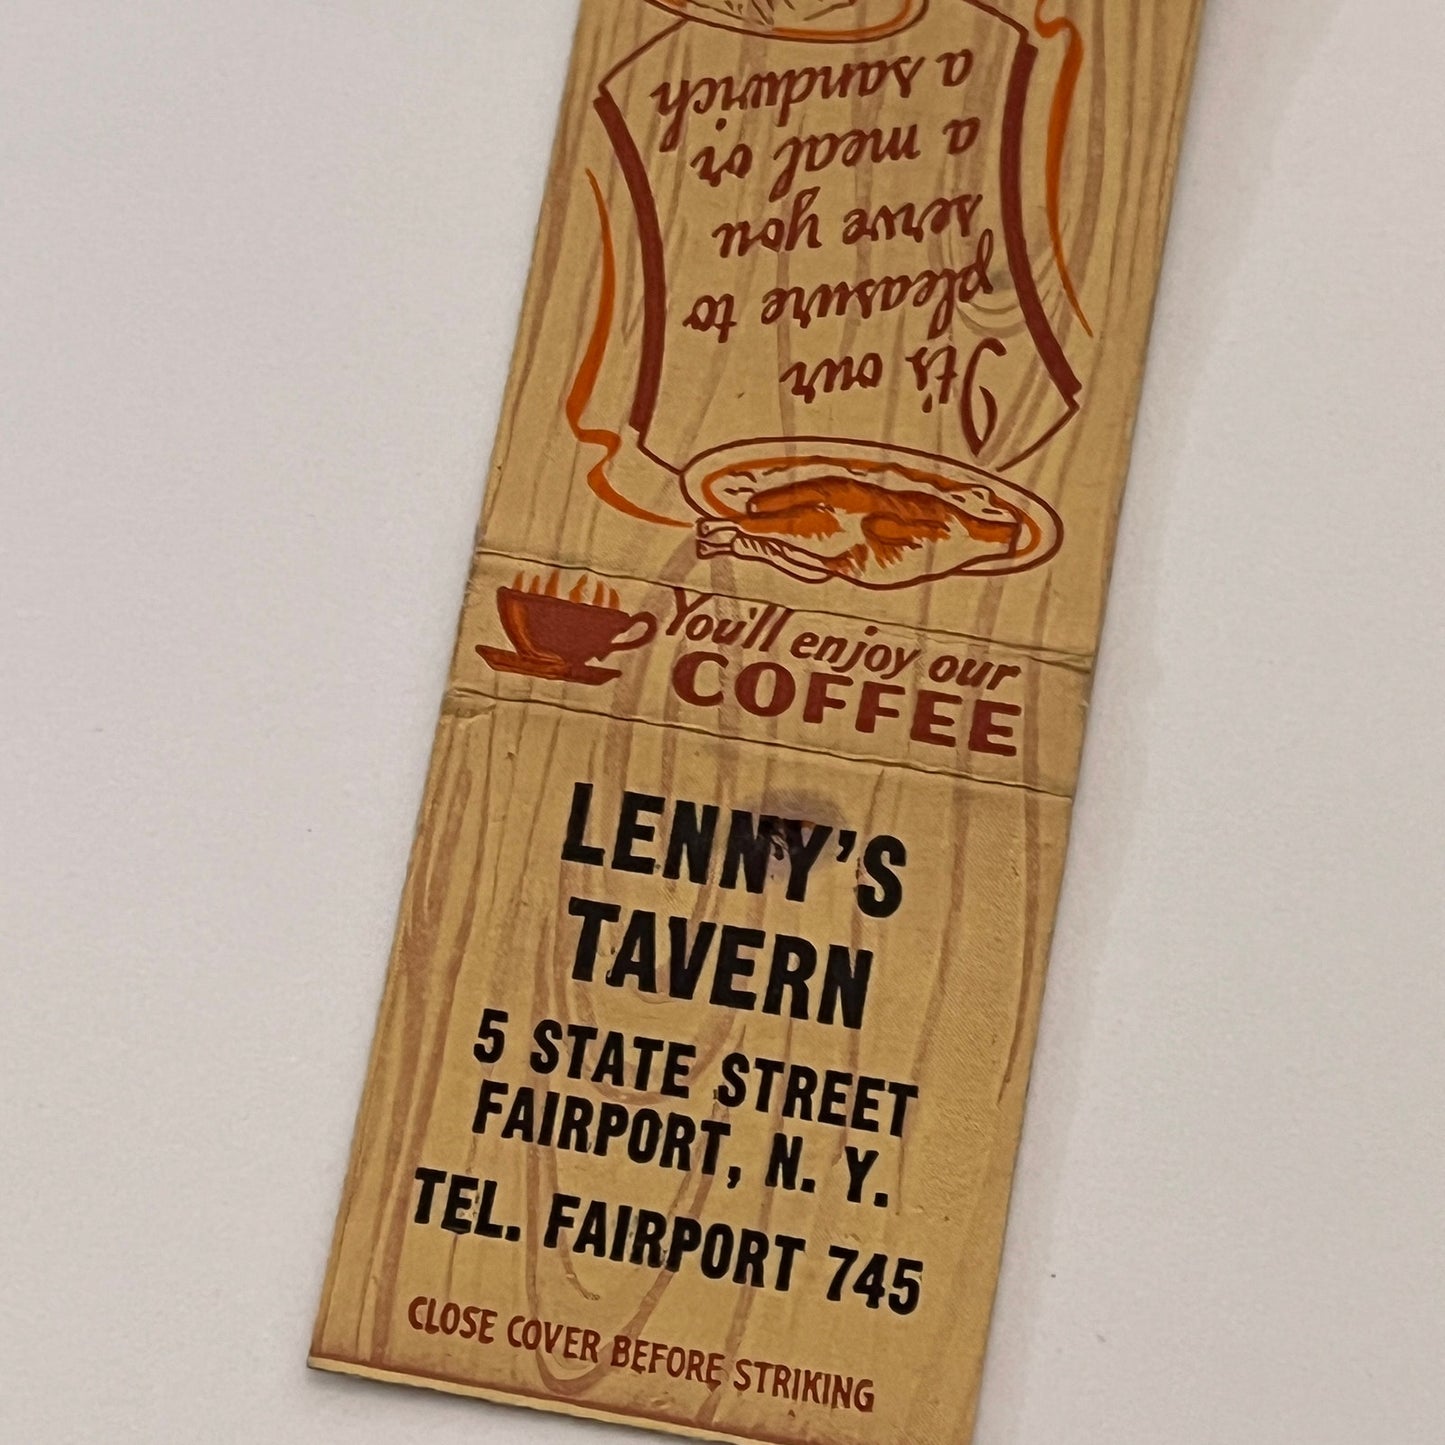 It's our
pleasure to
serve you
a meal or
a sandwich
You'll enjoy our
COFFEE
LENNY'S
TAVERN
5 STATE STREET
FAIRPORT, N. Y.
TEL. FAIRPORT 745
CLOSE COVER BEFORE STRIKING